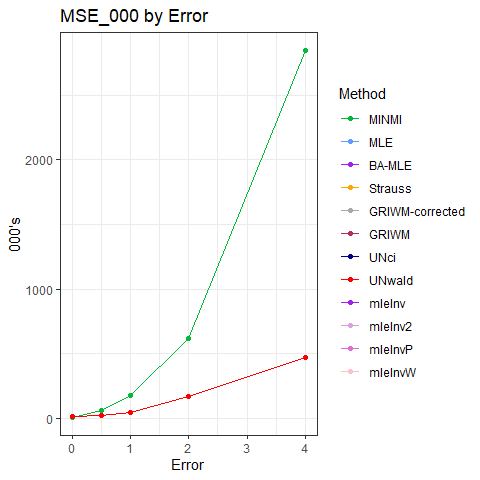 MSE_000 by Error
000's
2000
1000
0
0
1
2
3
4
Error
Method
MINMI
MLE
BA-MLE
Strauss
GRIWM-corrected
GRIWM
UNci
UNwald
mleInv
mleInv2
mleInvP
mleInvW